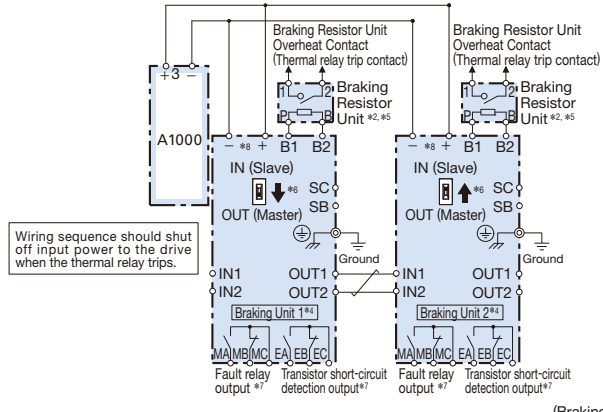 Braking Resistor Unit
Overheat Contact
(Thermal relay trip contact)
Braking Resistor Unit
Overheat Contact
(Thermal relay trip contact)
+3 −
A1000
1 2
P B
Braking
Resistor
Unit *2, *5
1 2
P B
Braking
Resistor
Unit *2, *5
− *8 + B1 B2
IN (Slave)
*6
OUT (Master)
SC
SB
Ground
− *8 + B1 B2
IN (Slave)
*6
OUT (Master)
SC
SB
Ground
Wiring sequence should shut
off input power to the drive
when the thermal relay trips.
IN1 OUT1
IN2 OUT2
Braking Unit 1*4
MA MB MC EA EB EC
Fault relay
output *7
Transistor short-circuit
detection output*7
IN1 OUT1
IN2 OUT2
Braking Unit 2*4
MA MB MC EA EB EC
Fault relay
output *7
Transistor short-circuit
detection output*7
(Braking